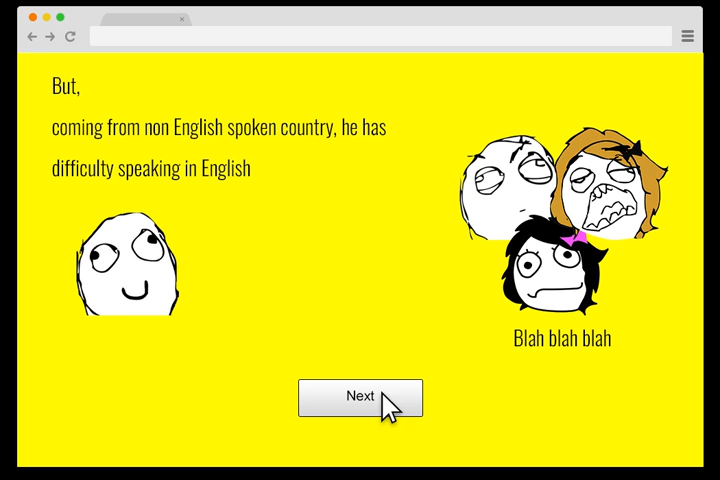 But,
coming from non English spoken country, he has
difficulty speaking in English
Blah blah blah
Next